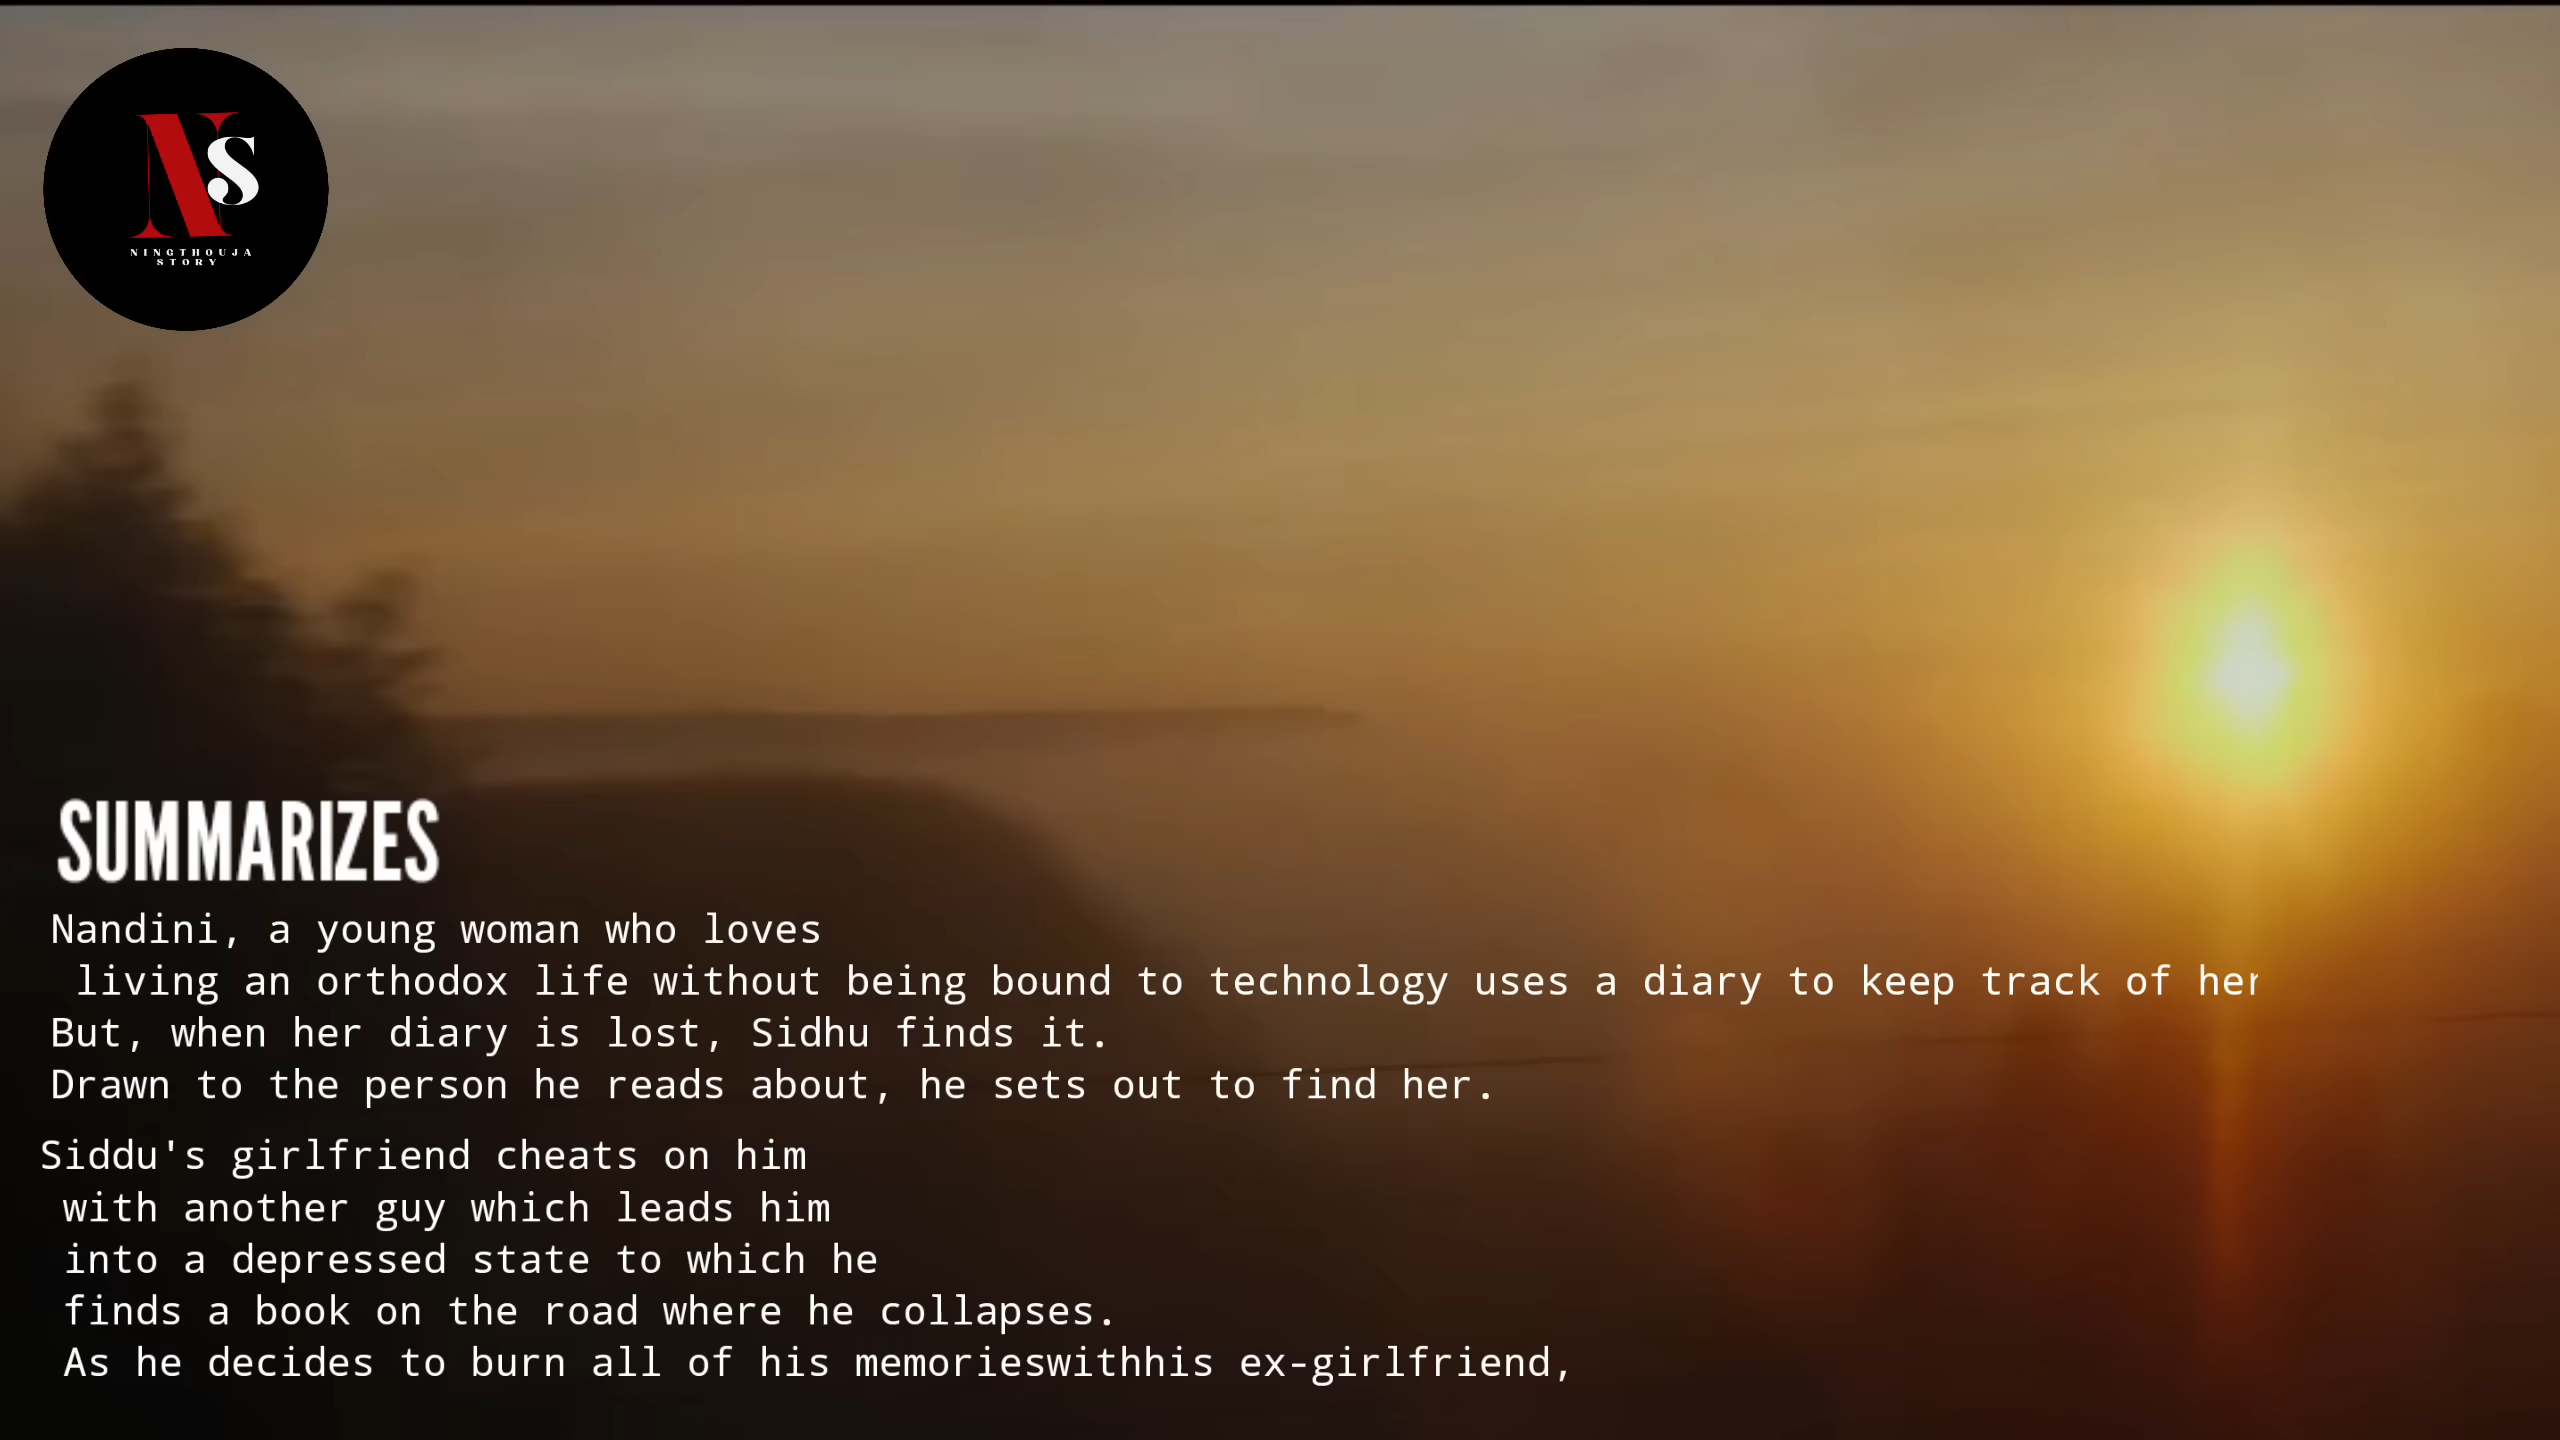 NS
NINGTHOUJA
STORY
SUMMARIZES
Nandini, a young woman who loves
living an orthodox life without being bound to technology uses a diary to keep track of her
But, when her diary is lost, Sidhu finds it.
Drawn to the person he reads about, he sets out to find her.
Siddu's girlfriend cheats on him
with another guy which leads him
into a depressed state to which he
finds a book on the road where he collapses.
As he decides to burn all of his memorieswithhis ex-girlfriend,